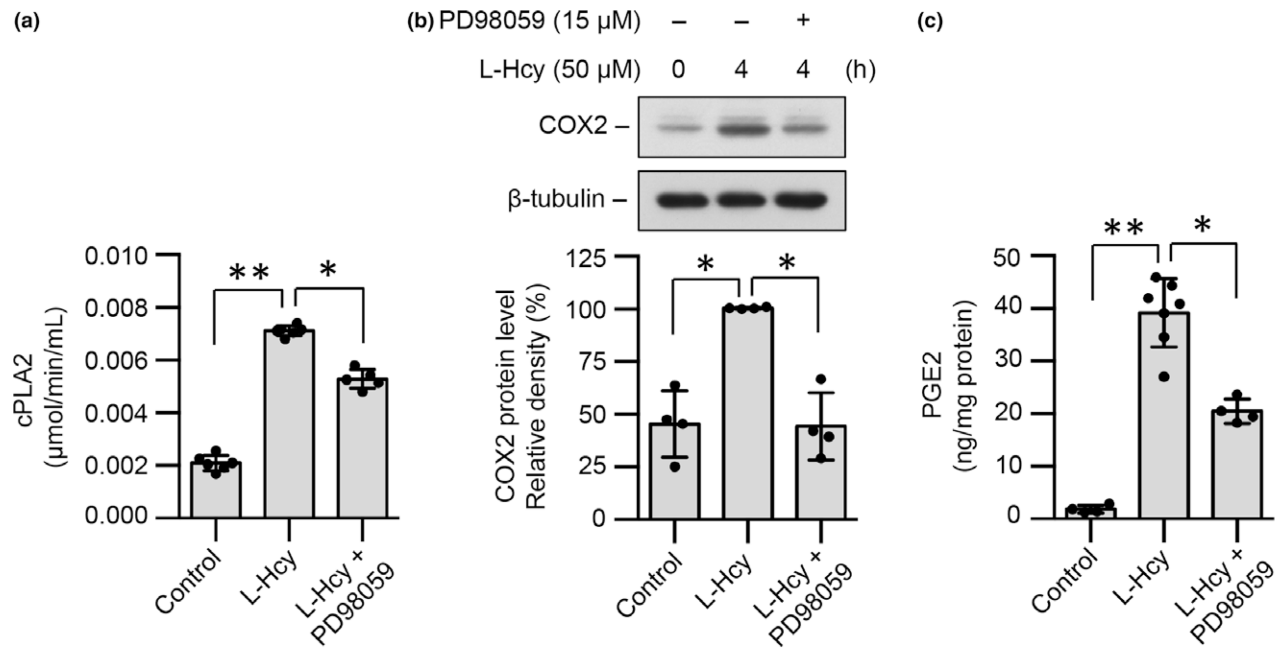 (a)
cPLA2
(μmol/min/mL)
0.010
0.008
0.006
0.004
0.002
0.000
** *
Control
L-Hcy
L-Hcy +
PD98059
(b) PD98059 (15 μM) – – +
L-Hcy (50 μM) 0 4 4 (h)
COX2 –
β-tubulin –
COX2 protein level
Relative density (%)
125
100
75
50
25
0
* *
Control
L-Hcy
L-Hcy +
PD98059
(c)
PGE2
(ng/mg protein)
50
40
30
20
10
0
** *
Control
L-Hcy
L-Hcy +
PD98059